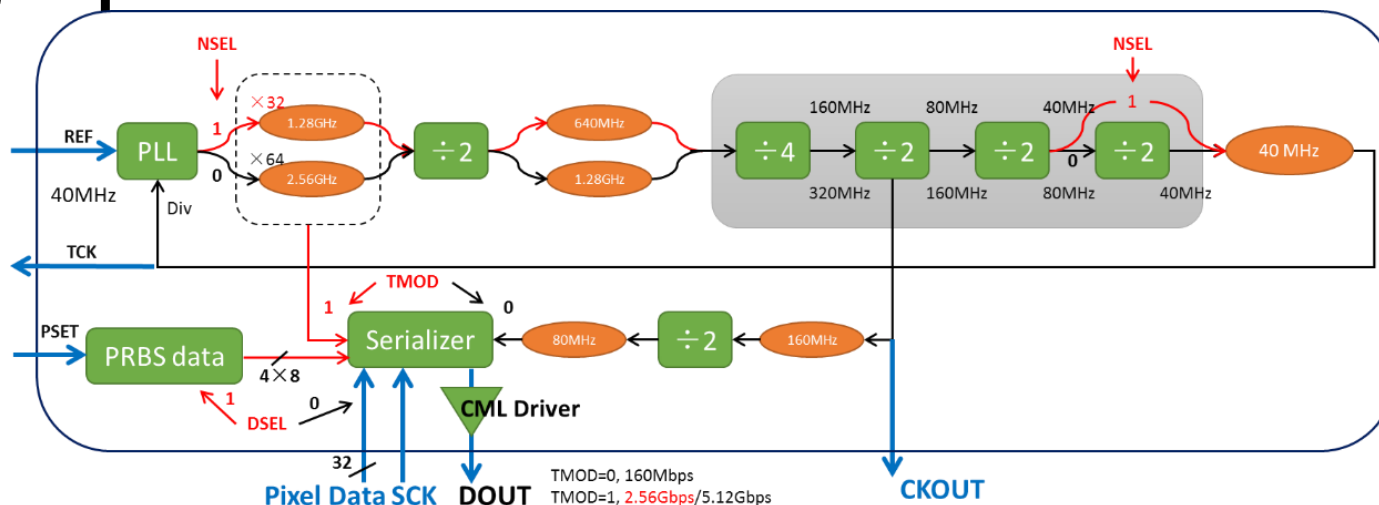 NSEL
NSEL
×32
1
1.28GHz
640MHz
160MHz
80MHz
40MHz
1
REF
PLL
÷2
÷4
÷2
÷2
÷2
40 MHz
×64
0
2.56GHz
1.28GHz
0
40MHz
Div
320MHz
160MHz
80MHz
40MHz
TCK
TMOD
1
0
PSET
PRBS data
4×8
Serializer
80MHz
÷2
160MHz
1
0
DSEL
CML Driver
32
Pixel Data SCK
DOUT
TMOD=0, 160Mbps
TMOD=1, 2.56Gbps/5.12Gbps
CKOUT